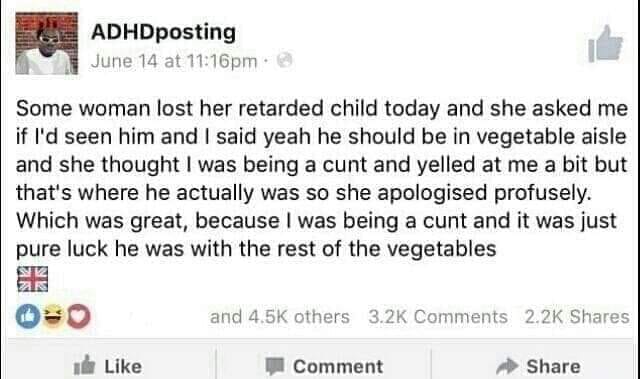 ADHDposting
June 14 at 11:16pm ·
Some woman lost her retarded child today and she asked me
if I'd seen him and I said yeah he should be in vegetable aisle
and she thought I was being a cunt and yelled at me a bit but
that's where he actually was so she apologised profusely.
Which was great, because I was being a cunt and it was just
pure luck he was with the rest of the vegetables
🇬🇧
and 4.5K others 3.2K Comments 2.2K Shares
Like Comment Share